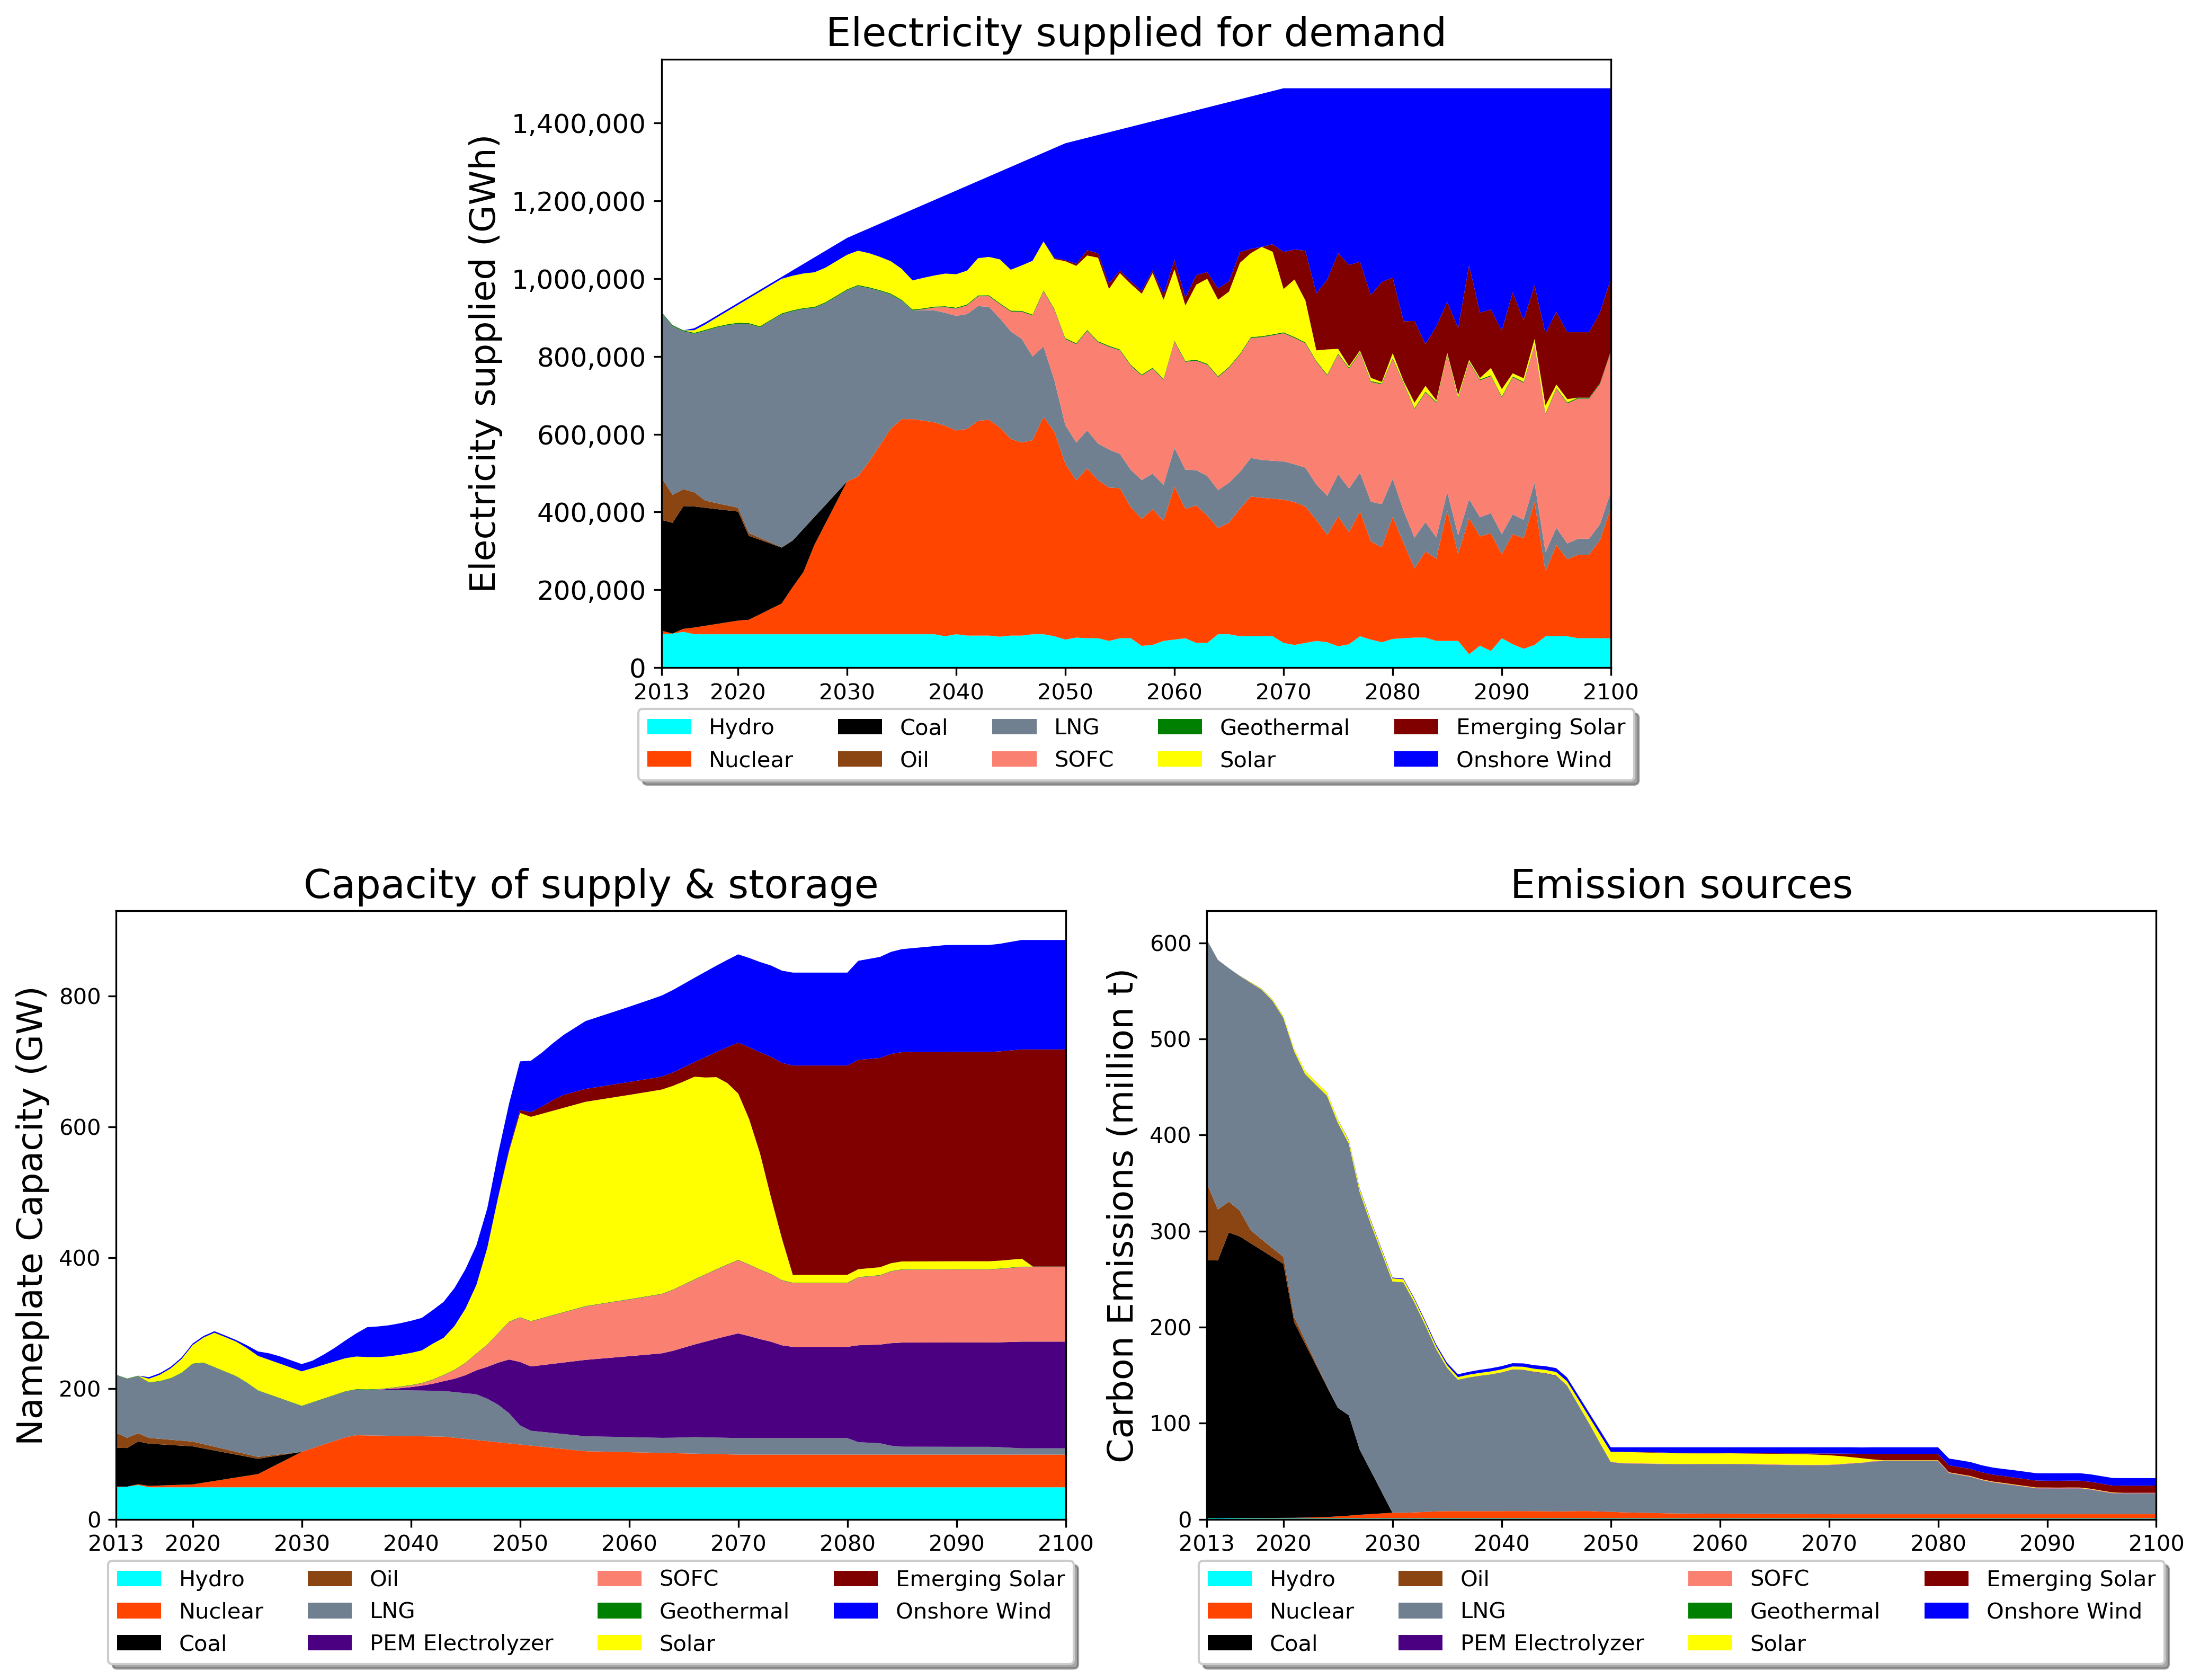 Electricity supplied for demand
Electricity supplied (GWh)
1,400,000
1,200,000
1,000,000
800,000
600,000
400,000
200,000
0
2013 2020 2030 2040 2050 2060 2070 2080 2090 2100
Hydro Coal LNG Geothermal Emerging Solar
Nuclear Oil SOFC Solar Onshore Wind
Capacity of supply & storage
Nameplate Capacity (GW)
800
600
400
200
0
2013 2020 2030 2040 2050 2060 2070 2080 2090 2100
Hydro Oil SOFC Emerging Solar
Nuclear LNG Geothermal Onshore Wind
Coal PEM Electrolyzer Solar
Emission sources
Carbon Emissions (million t)
600
500
400
300
200
100
0
2013 2020 2030 2040 2050 2060 2070 2080 2090 2100
Hydro Oil SOFC Emerging Solar
Nuclear LNG Geothermal Onshore Wind
Coal PEM Electrolyzer Solar